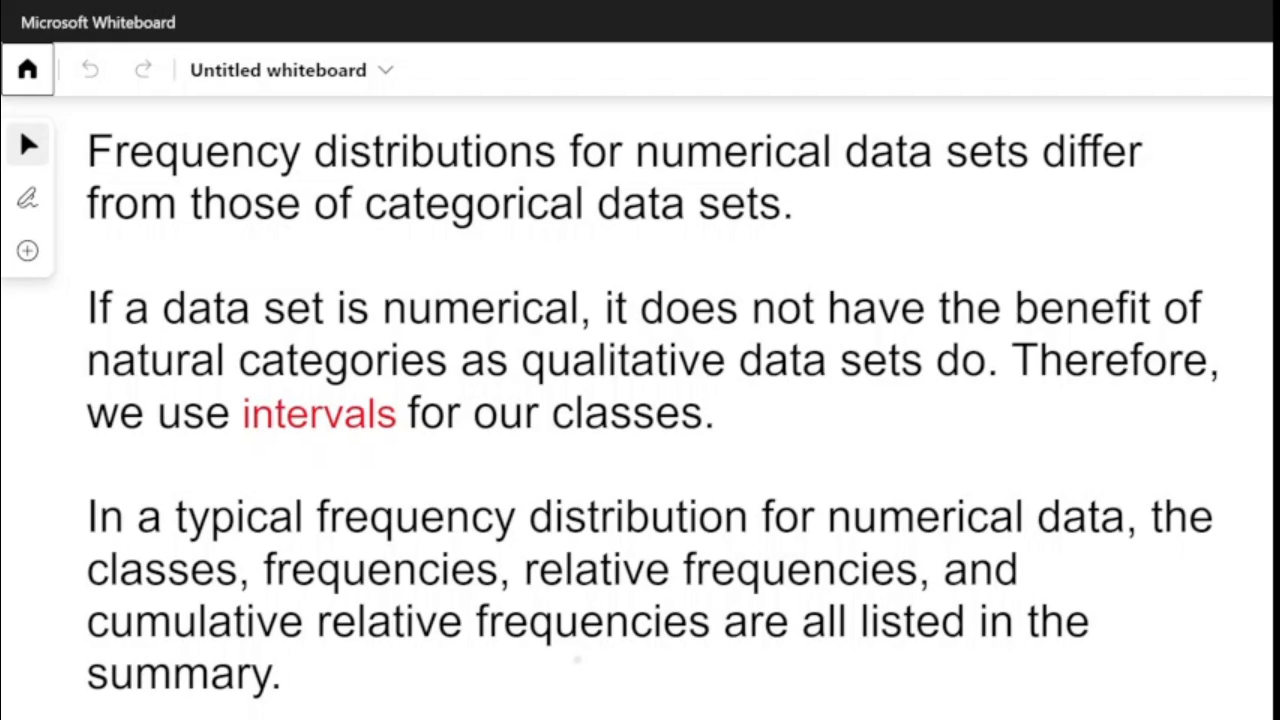 Microsoft Whiteboard
Untitled whiteboard
Frequency distributions for numerical data sets differ
from those of categorical data sets.
If a data set is numerical, it does not have the benefit of
natural categories as qualitative data sets do. Therefore,
we use intervals for our classes.
In a typical frequency distribution for numerical data, the
classes, frequencies, relative frequencies, and
cumulative relative frequencies are all listed in the
summary.